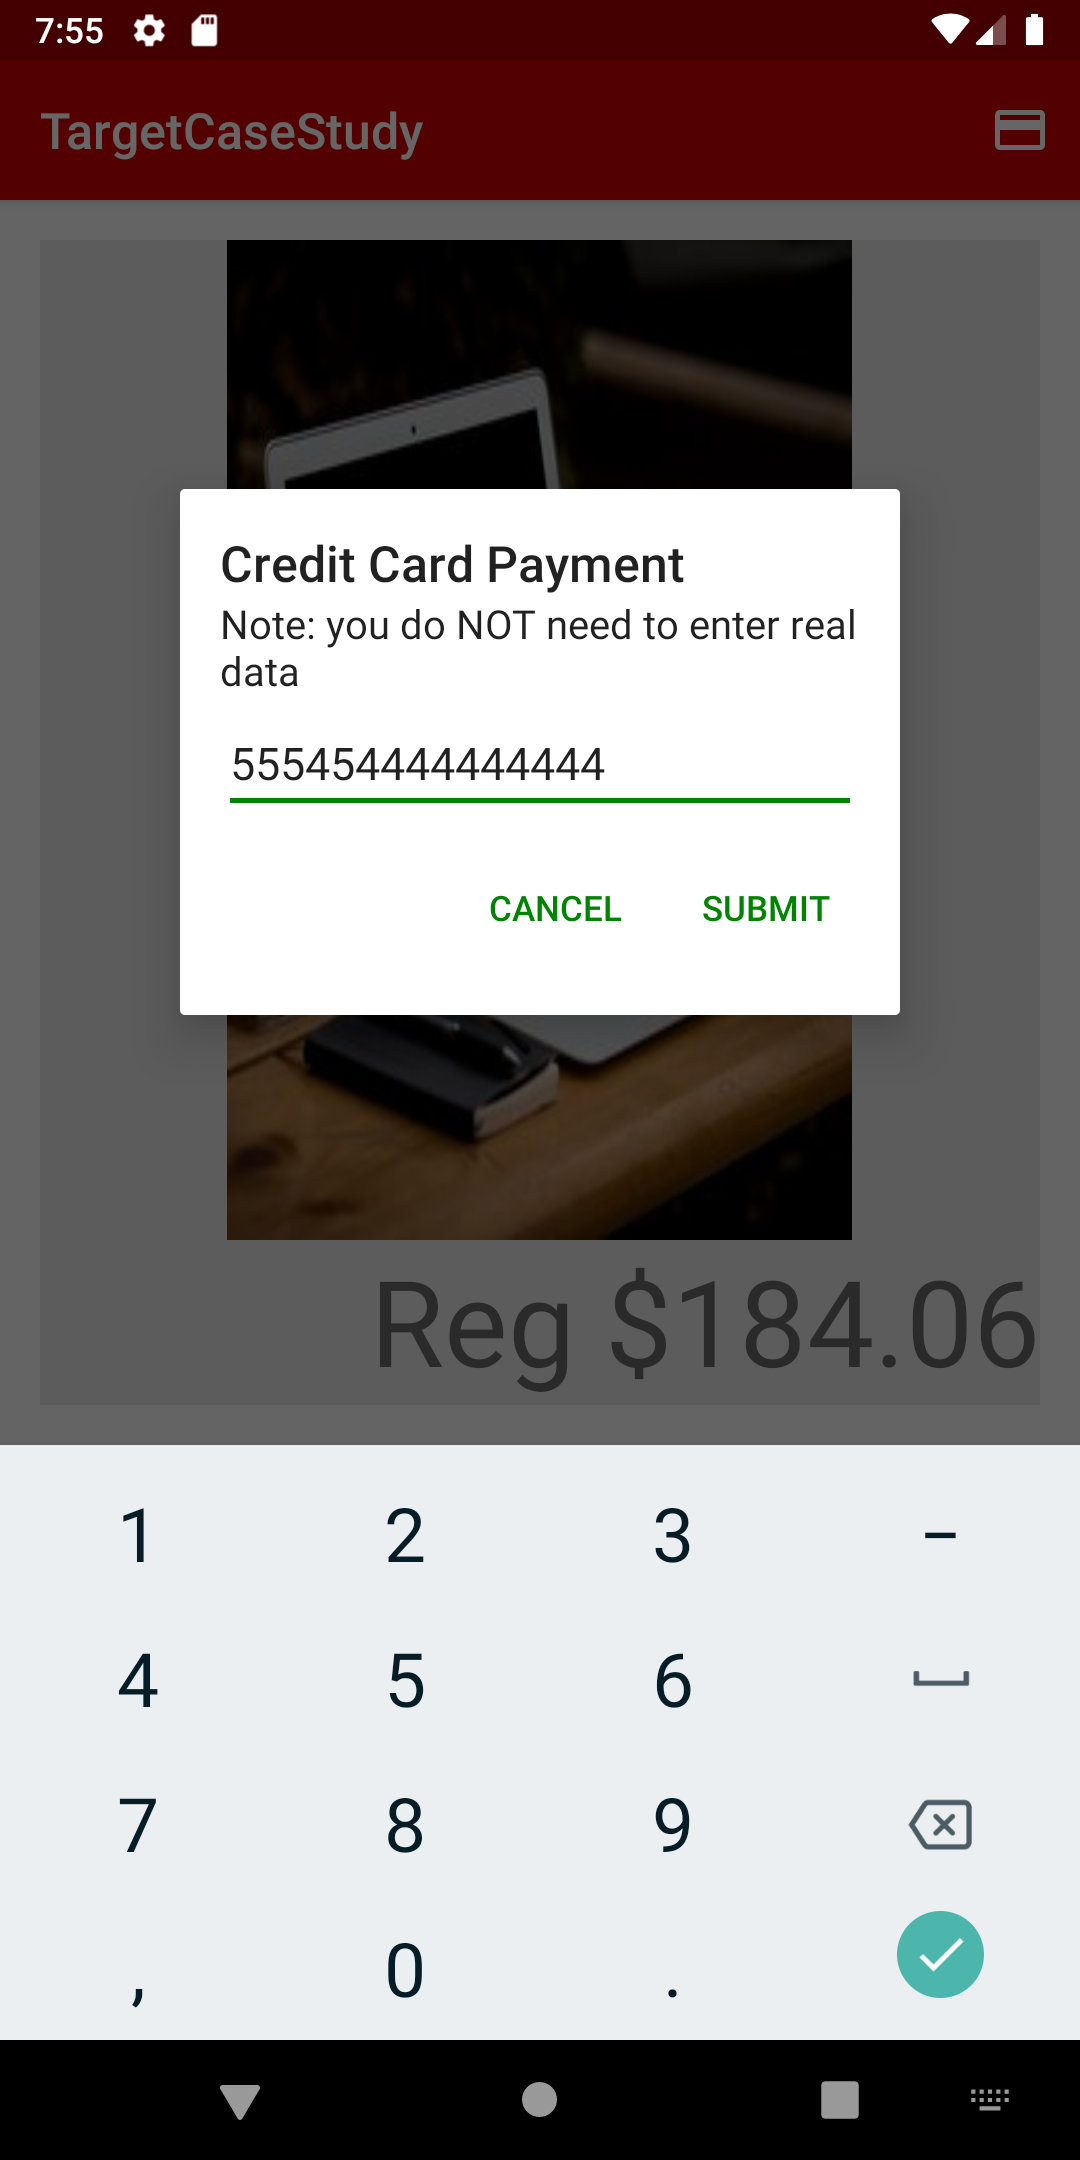 7:55
TargetCaseStudy
Credit Card Payment
Note: you do NOT need to enter real
data
555454444444444
CANCEL SUBMIT
Reg $184.06
1 2 3 –
4 5 6
7 8 9
, 0 .